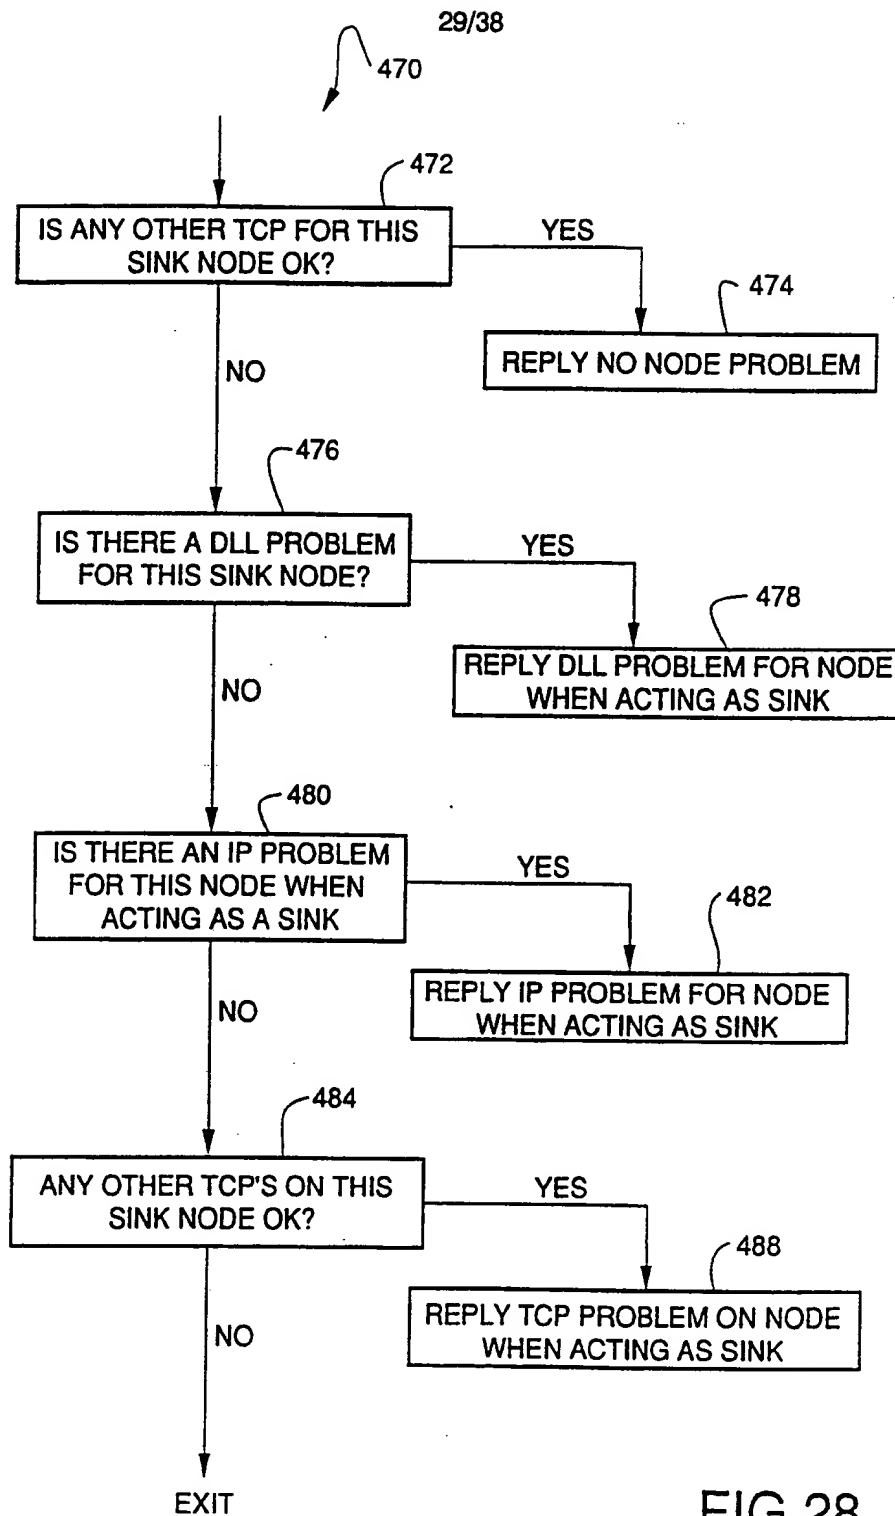 29/38
470
472
IS ANY OTHER TCP FOR THIS
SINK NODE OK?
YES
474
REPLY NO NODE PROBLEM
NO
476
IS THERE A DLL PROBLEM
FOR THIS SINK NODE?
YES
478
REPLY DLL PROBLEM FOR NODE
WHEN ACTING AS SINK
NO
480
IS THERE AN IP PROBLEM
FOR THIS NODE WHEN
ACTING AS A SINK
YES
482
REPLY IP PROBLEM FOR NODE
WHEN ACTING AS SINK
NO
484
ANY OTHER TCP'S ON THIS
SINK NODE OK?
YES
488
REPLY TCP PROBLEM ON NODE
WHEN ACTING AS SINK
NO
EXIT
FIG.28